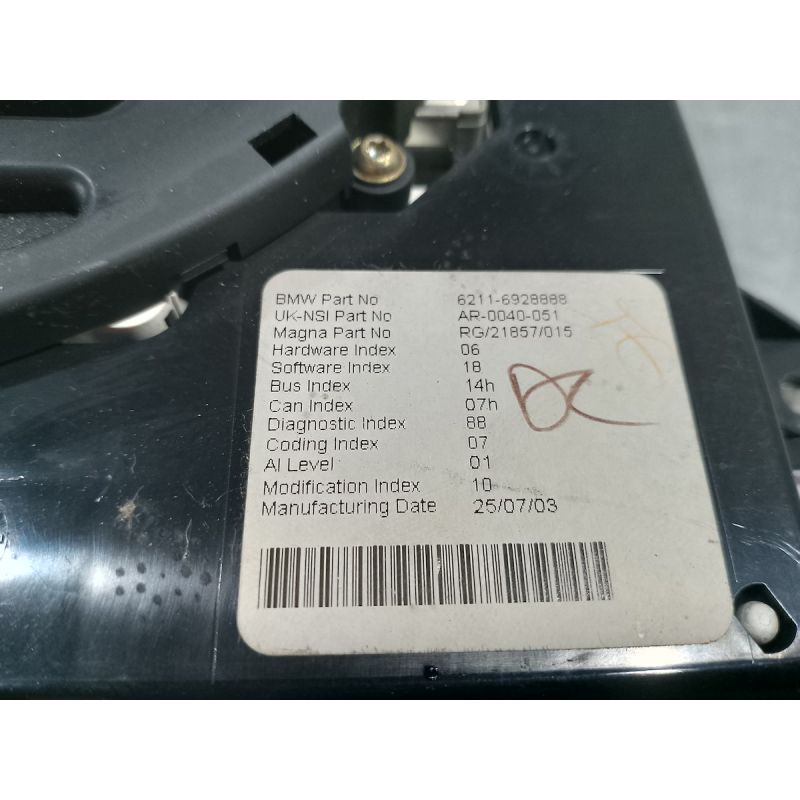 BMW Part No 6211-6928888
UK-NSI Part No AR-0040-051
Magna Part No RG/21857/015
Hardware Index 06
Software Index 18
Bus Index 14h
Can Index 07h
Diagnostic Index 88
Coding Index 07
AI Level 01
Modification Index 10
Manufacturing Date 25/07/03